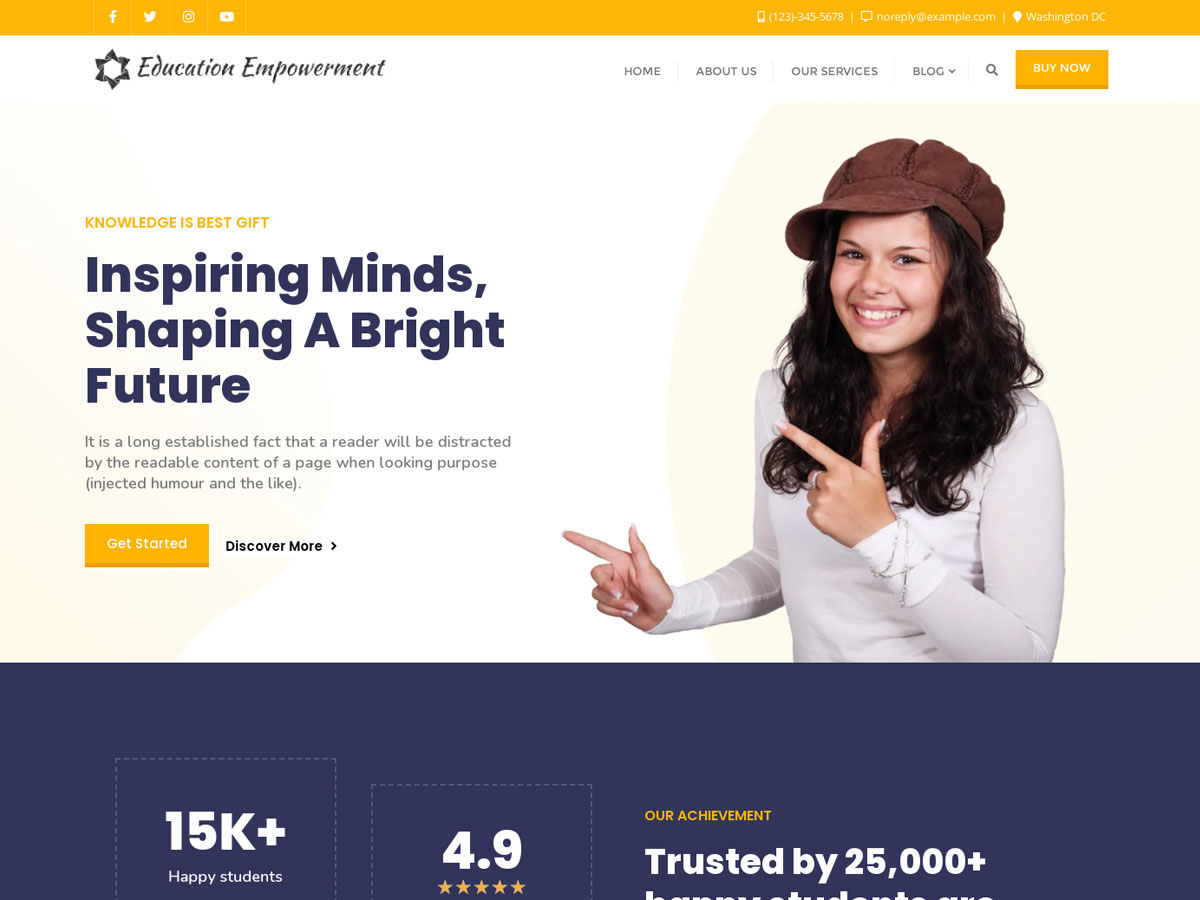 (123)-345-5678 | noreply@example.com | Washington DC
Education Empowerment
HOME
ABOUT US
OUR SERVICES
BLOG
BUY NOW
KNOWLEDGE IS BEST GIFT
Inspiring Minds,
Shaping A Bright
Future
It is a long established fact that a reader will be distracted
by the readable content of a page when looking purpose
(injected humour and the like).
Get Started
Discover More
15K+
Happy students
4.9
OUR ACHIEVEMENT
Trusted by 25,000+
happy students are